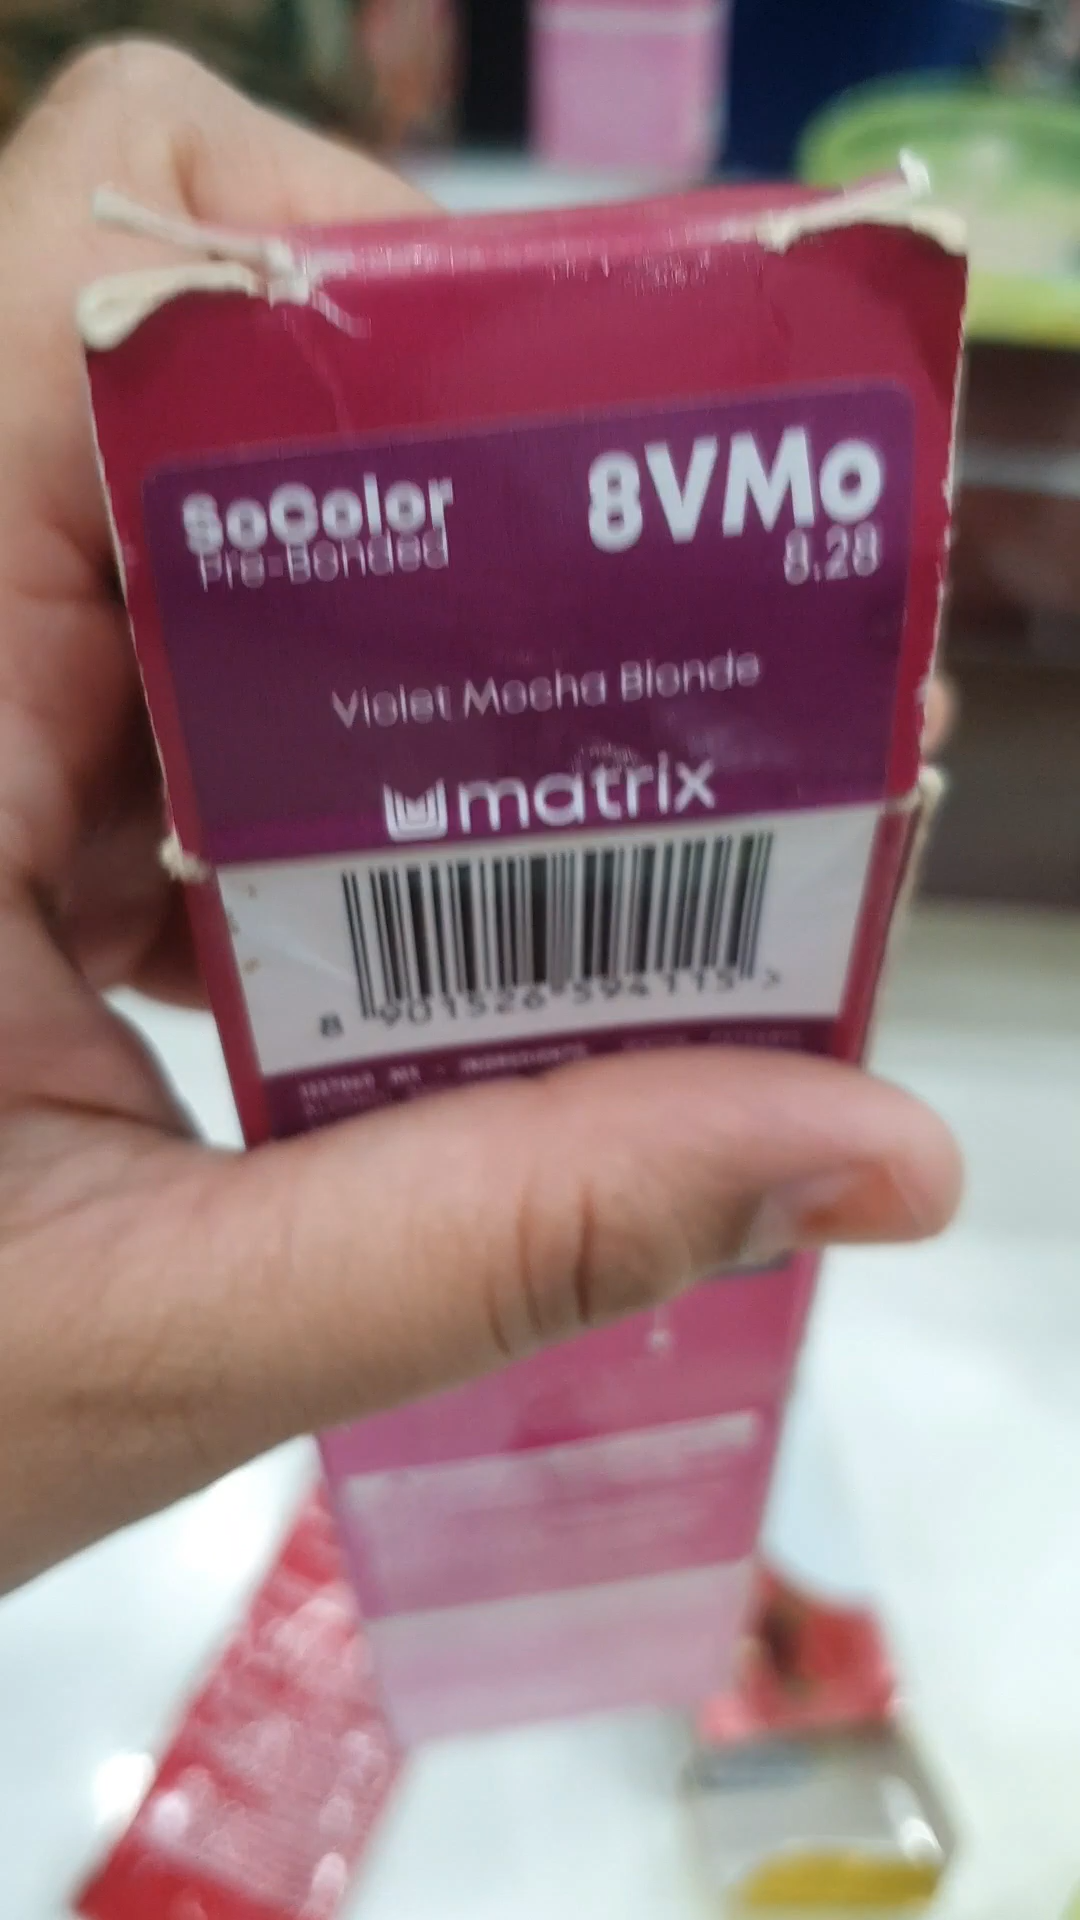 SoColor
Pre-Bonded
8VMo
8.28
Violet Mocha Blonde
matrix
8 901526 594115 >